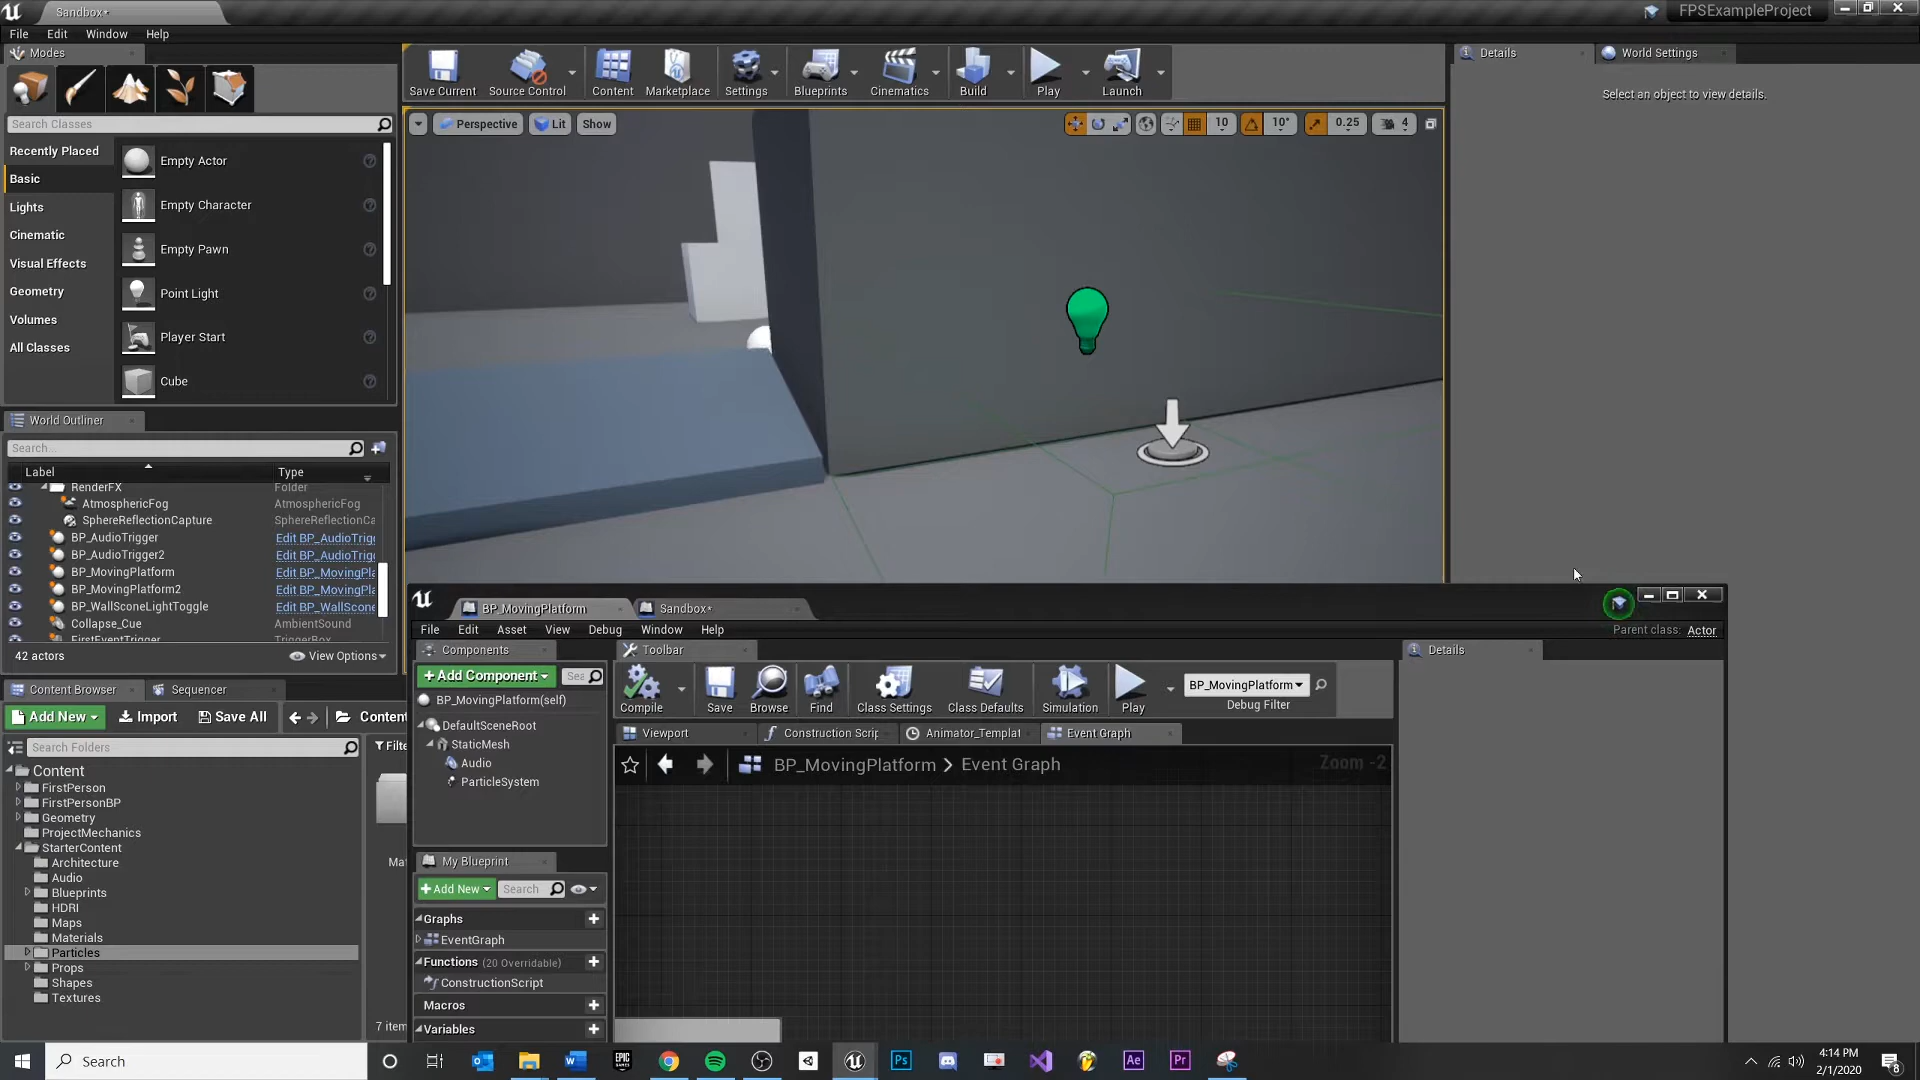 Sandbox*
FPSExampleProject
File Edit Window Help
Modes
Save Current
Source Control
Content
Marketplace
Settings
Blueprints
Cinematics
Build
Play
Launch
Details
World Settings
Select an object to view details.
Search Classes
Perspective
Lit
Show
10
10°
0.25
4
Recently Placed
Basic
Lights
Cinematic
Visual Effects
Geometry
Volumes
All Classes
Empty Actor
Empty Character
Empty Pawn
Point Light
Player Start
Cube
World Outliner
Search...
Label Type
RenderFX Folder
AtmosphericFog AtmosphericFog
SphereReflectionCapture SphereReflectionCa
BP_AudioTrigger Edit BP_AudioTrigg
BP_AudioTrigger2 Edit BP_AudioTrigg
BP_MovingPlatform Edit BP_MovingPla
BP_MovingPlatform2 Edit BP_MovingPla
BP_WallSconeLightToggle Edit BP_WallScone
Collapse_Cue AmbientSound
FirstEventTrigger TriggerBox
42 actors View Options
Content Browser
Sequencer
Add New Import Save All Content
Search Folders
Filte
Content
FirstPerson
FirstPersonBP
Geometry
ProjectMechanics
StarterContent
Architecture
Audio
Blueprints
HDRI
Maps
Materials
Particles
Props
Shapes
Textures
Mat
7 item
BP_MovingPlatform
Sandbox*
File Edit Asset View Debug Window Help
Parent class: Actor
Components
Add Component
Sea
BP_MovingPlatform(self)
DefaultSceneRoot
StaticMesh
Audio
ParticleSystem
My Blueprint
Add New Search
Graphs
EventGraph
Functions (20 Overridable)
ConstructionScript
Macros
Variables
Toolbar
Compile
Save
Browse
Find
Class Settings
Class Defaults
Simulation
Play
BP_MovingPlatform
Debug Filter
Viewport
Construction Scrip
Animator_Templat
Event Graph
BP_MovingPlatform > Event Graph
Zoom -2
Details
Search
4:14 PM
2/1/2020
8